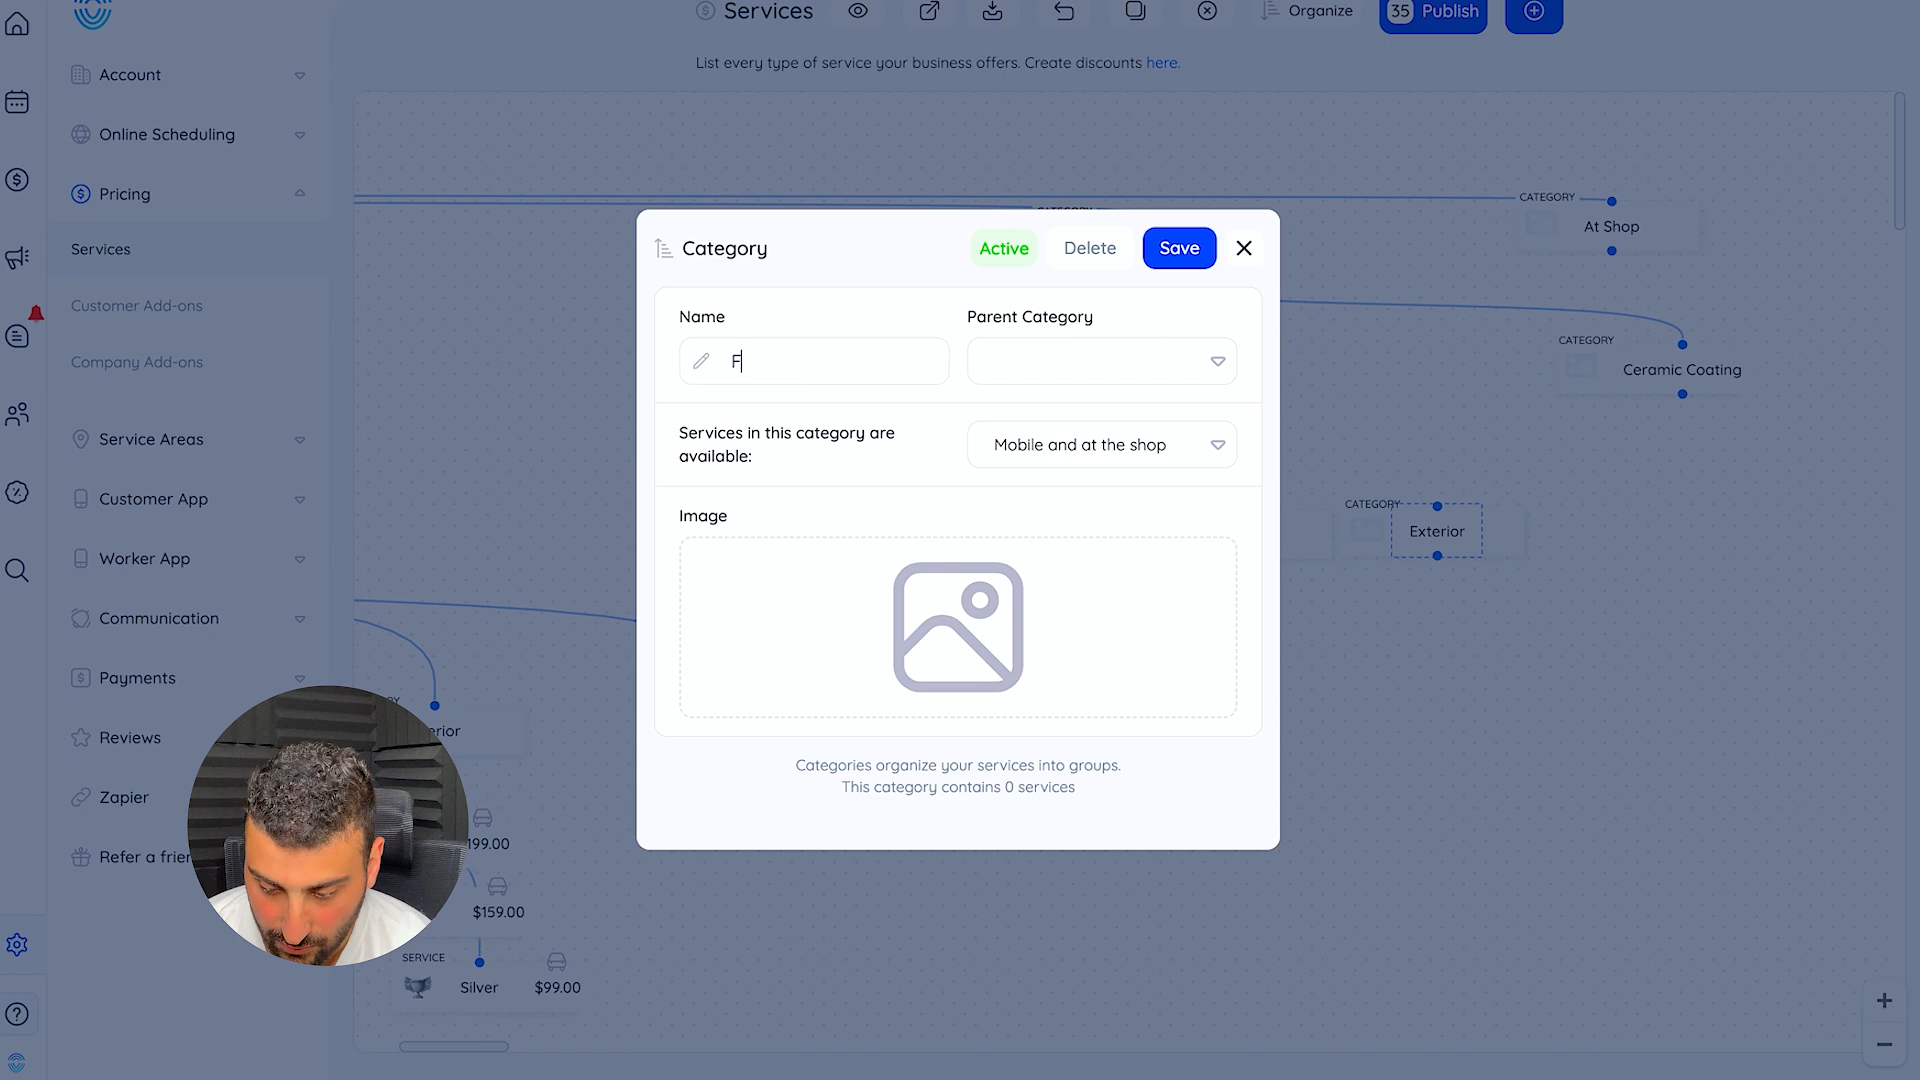 Services
Organize
35 Publish
List every type of service your business offers. Create discounts here.
Account
Online Scheduling
Pricing
Services
Customer Add-ons
Company Add-ons
Service Areas
Customer App
Worker App
Communication
Payments
Reviews
Zapier
Refer a frien
CATEGORY
At Shop
CATEGORY
Ceramic Coating
CATEGORY
Exterior
Category
Active
Delete
Save
Name
Parent Category
F
Services in this category are
available:
Mobile and at the shop
Image
Categories organize your services into groups.
This category contains 0 services
erior
199.00
$159.00
SERVICE
Silver
$99.00